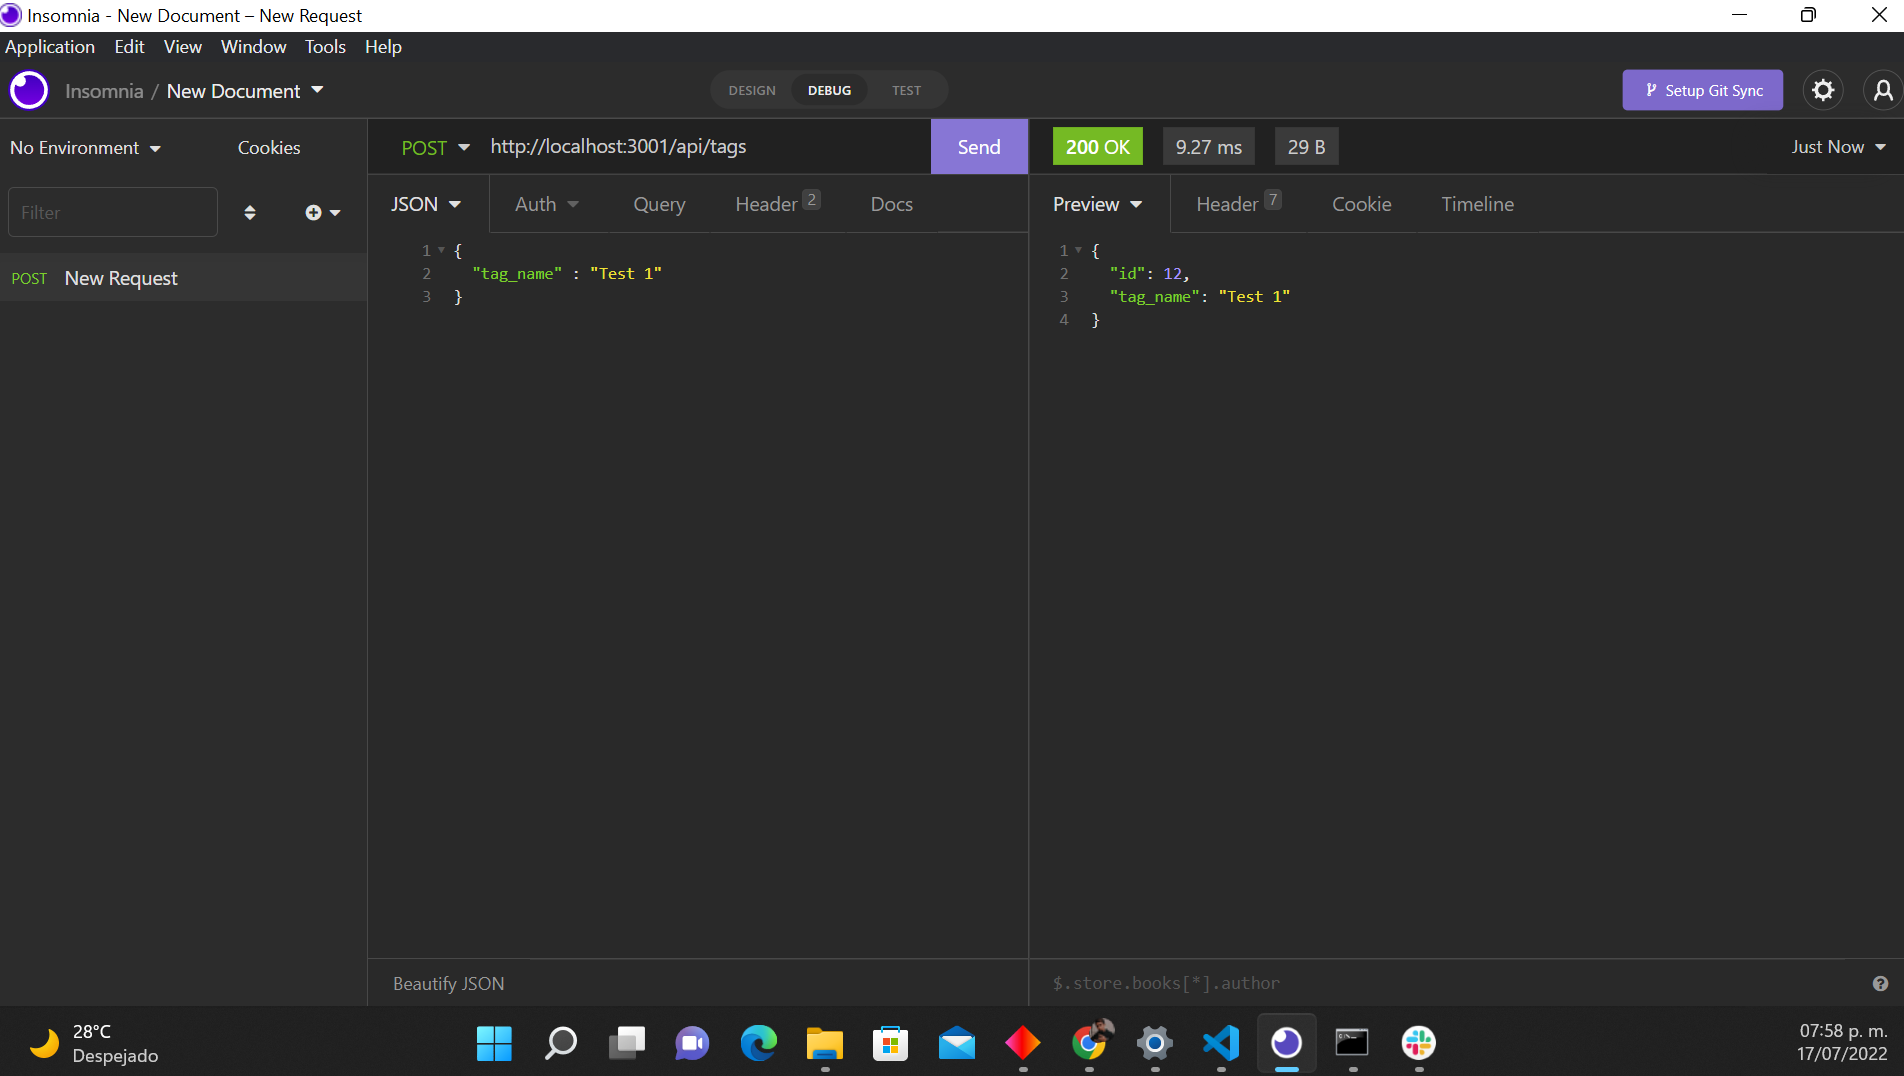 Insomnia - New Document – New Request
Application Edit View Window Tools Help
Insomnia / New Document
DESIGN DEBUG TEST
Setup Git Sync
No Environment Cookies
POST http://localhost:3001/api/tags Send
200 OK 9.27 ms 29 B Just Now
Filter
JSON Auth Query Header 2 Docs
Preview Header 7 Cookie Timeline
POST New Request
1 {
2 "tag_name" : "Test 1"
3 }
1 {
2 "id": 12,
3 "tag_name": "Test 1"
4 }
Beautify JSON
$.store.books[*].author
28°C
Despejado
07:58 p. m.
17/07/2022